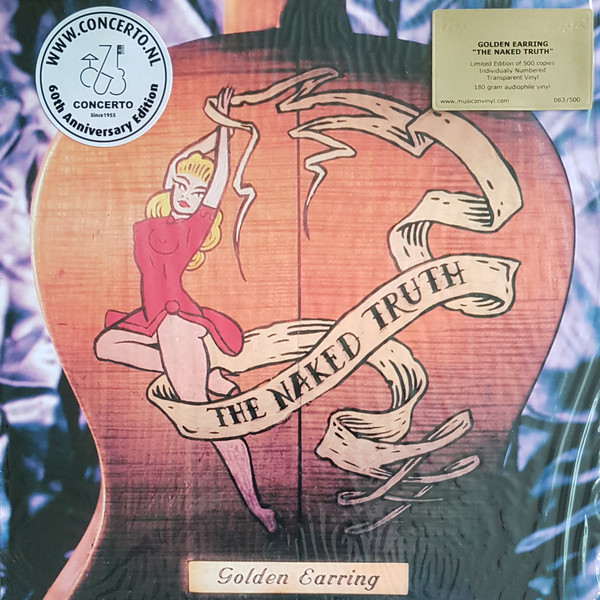 WWW.CONCERTO.NL
CONCERTO
Since 1955
60th Anniversary Edition
GOLDEN EARRING
"THE NAKED TRUTH"
Limited Edition of 500 copies
Individually Numbered
Transparent Vinyl
180 gram audiophile vinyl
www.musiconvinyl.com 063/500
THE NAKED TRUTH
Golden Earring